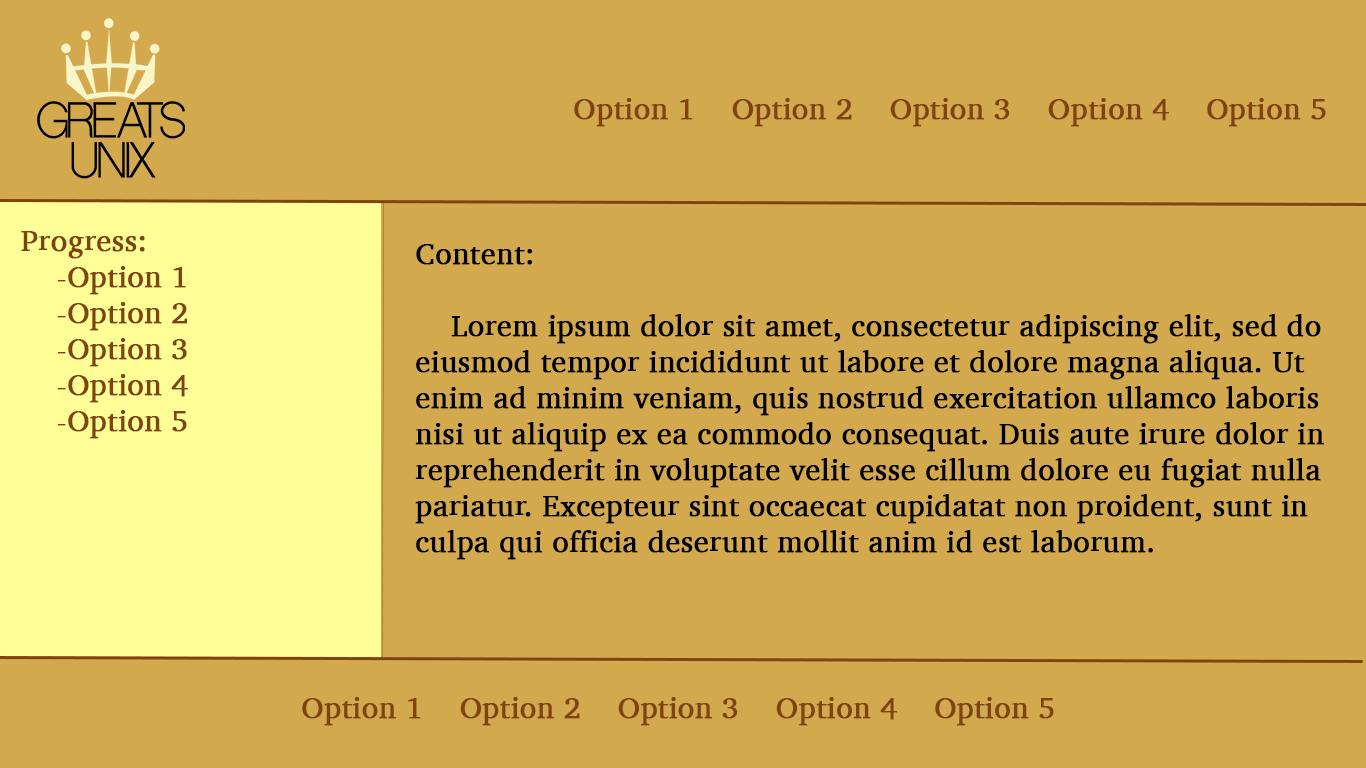 GREATS
UNIX
Option 1 Option 2 Option 3 Option 4 Option 5
Progress:
-Option 1
-Option 2
-Option 3
-Option 4
-Option 5
Content:
Lorem ipsum dolor sit amet, consectetur adipiscing elit, sed do
eiusmod tempor incididunt ut labore et dolore magna aliqua. Ut
enim ad minim veniam, quis nostrud exercitation ullamco laboris
nisi ut aliquip ex ea commodo consequat. Duis aute irure dolor in
reprehenderit in voluptate velit esse cillum dolore eu fugiat nulla
pariatur. Excepteur sint occaecat cupidatat non proident, sunt in
culpa qui officia deserunt mollit anim id est laborum.
Option 1 Option 2 Option 3 Option 4 Option 5